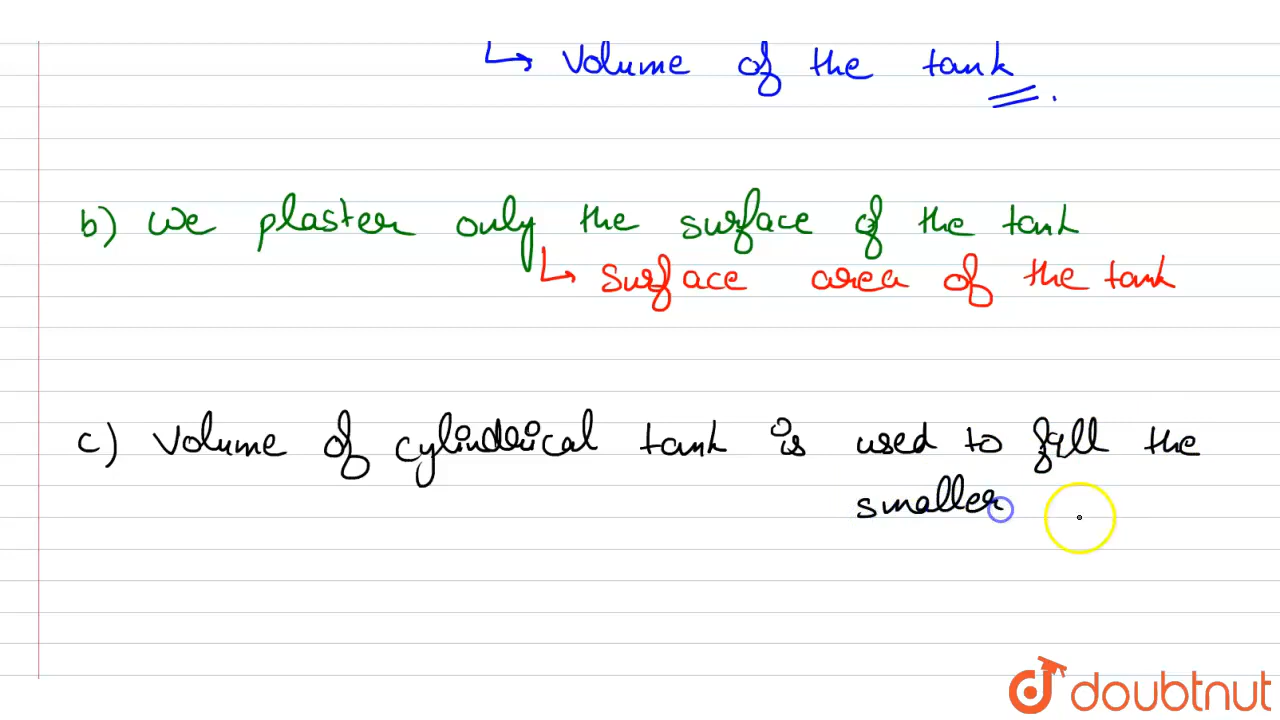 ↳ Volume of the tank.
b) We plaster only the surface of the tank
↳ surface area of the tank
c) Volume of cylindrical tank is used to fill the
smaller
doubtnut